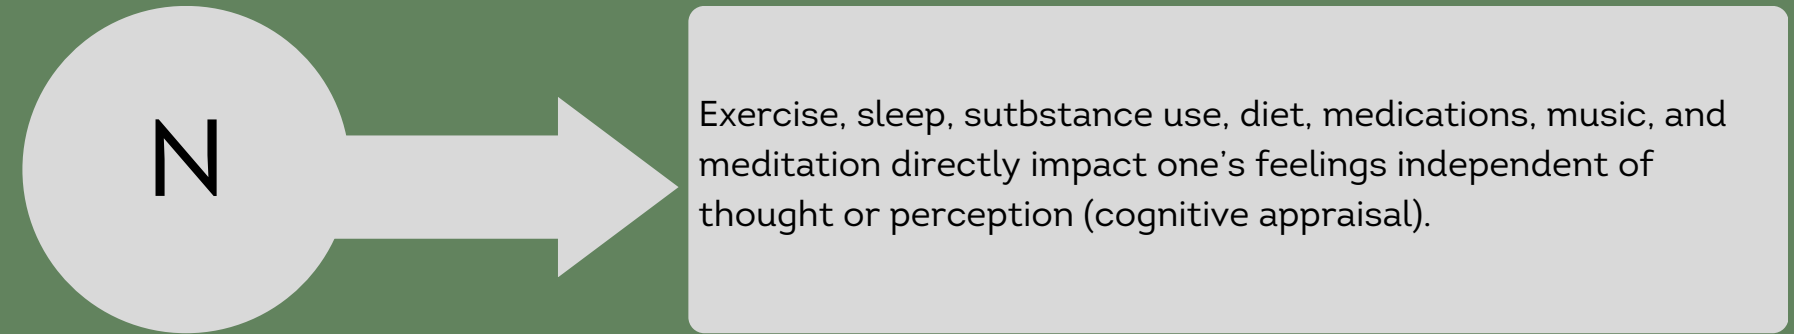 N
Exercise, sleep, sutbstance use, diet, medications, music, and
meditation directly impact one’s feelings independent of
thought or perception (cognitive appraisal).